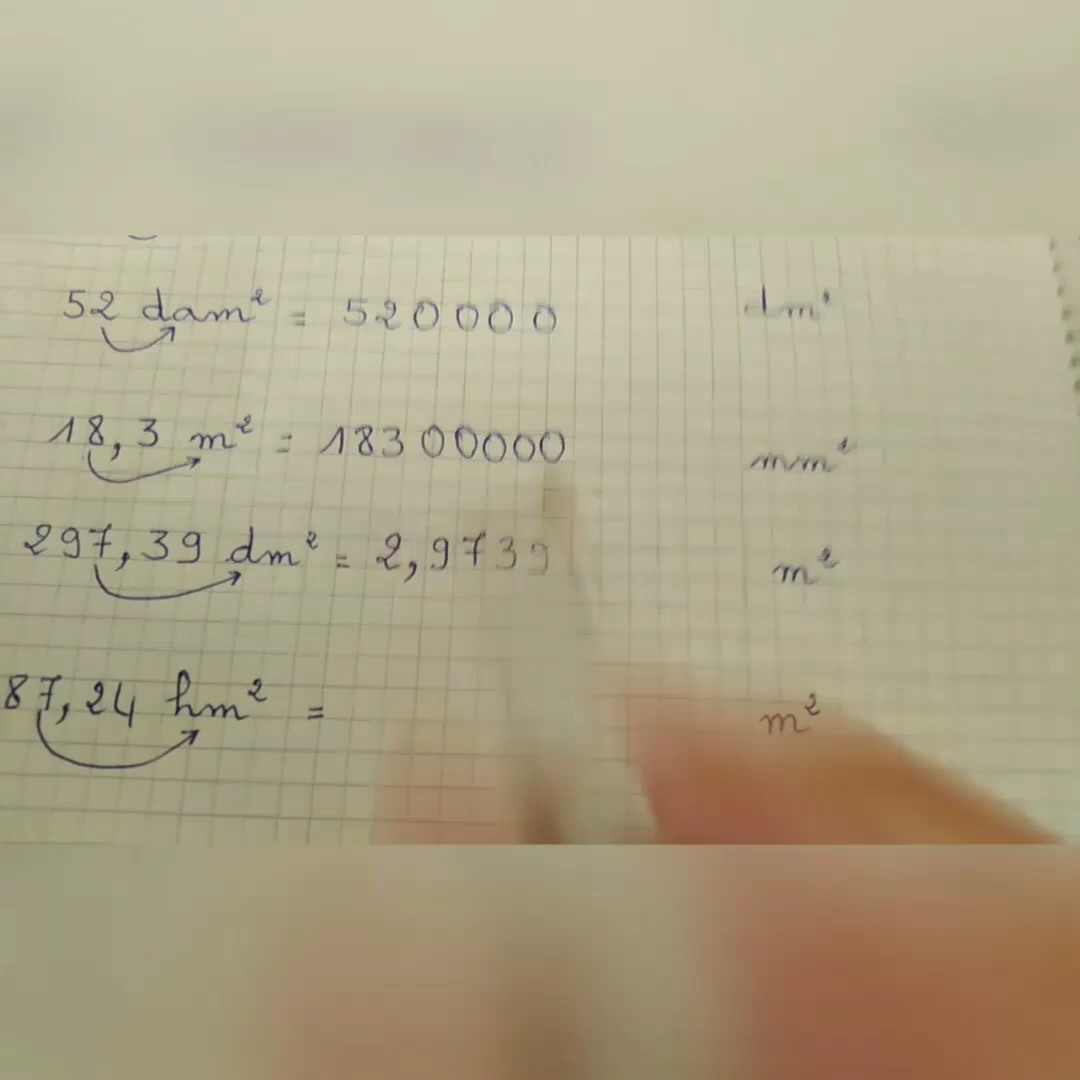 52 dam² = 520000 dm²
18,3 m² = 18300000 mm²
297,39 dm² = 2,9739 m²
87,24 hm² = m²